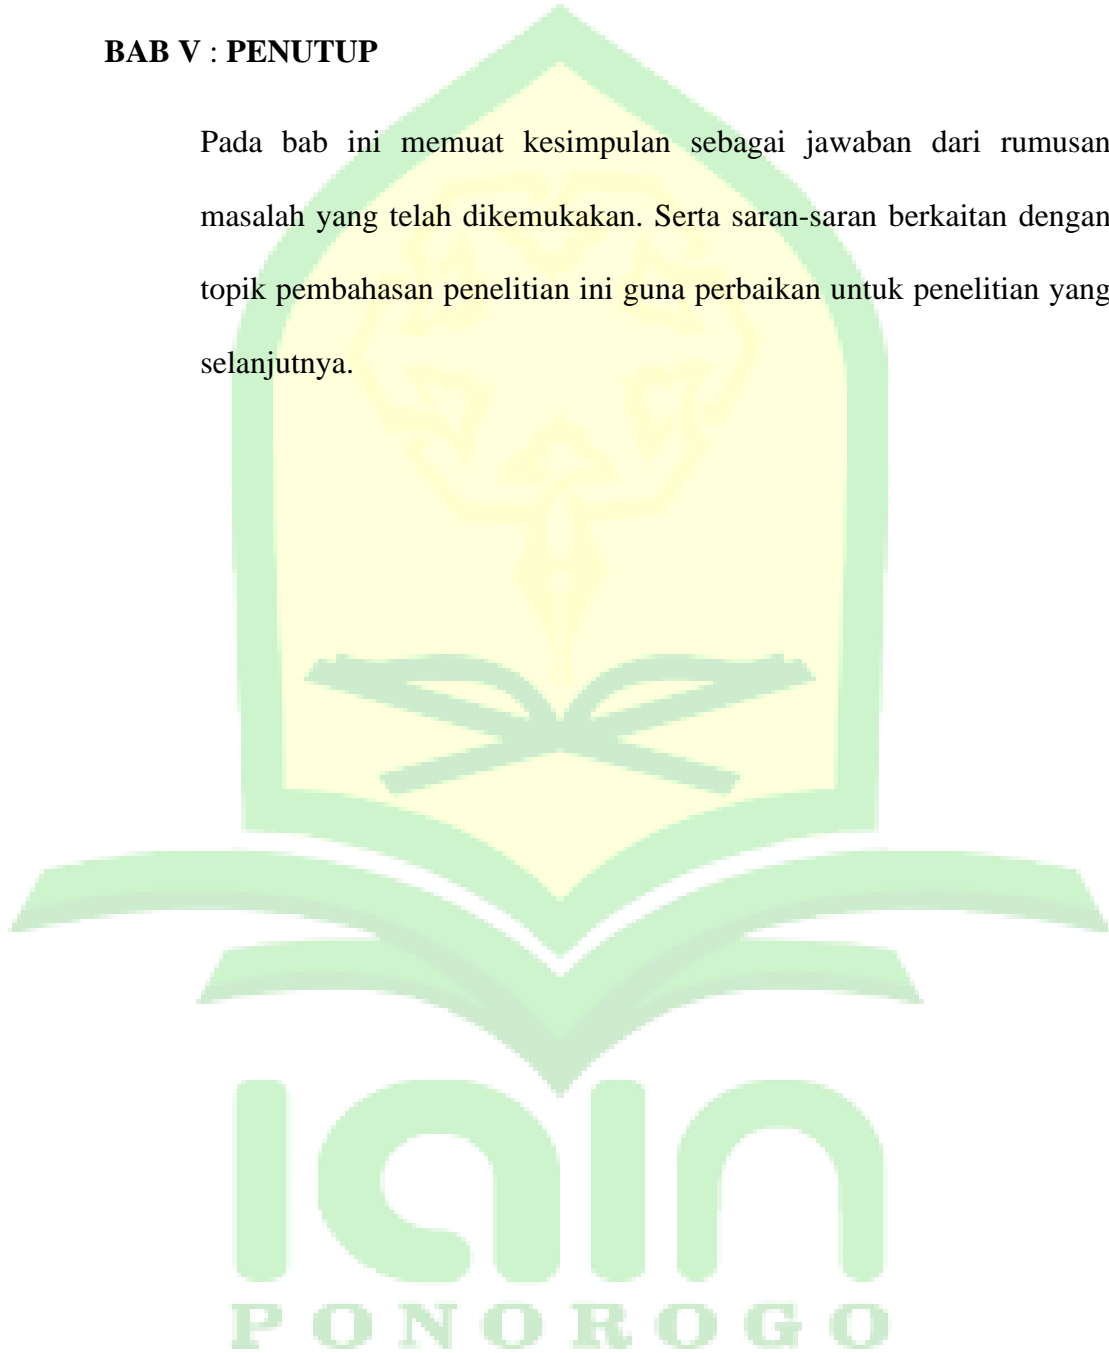 BAB V : PENUTUP
Pada bab ini memuat kesimpulan sebagai jawaban dari rumusan
masalah yang telah dikemukakan. Serta saran-saran berkaitan dengan
topik pembahasan penelitian ini guna perbaikan untuk penelitian yang
selanjutnya.
iain
PONOROGO